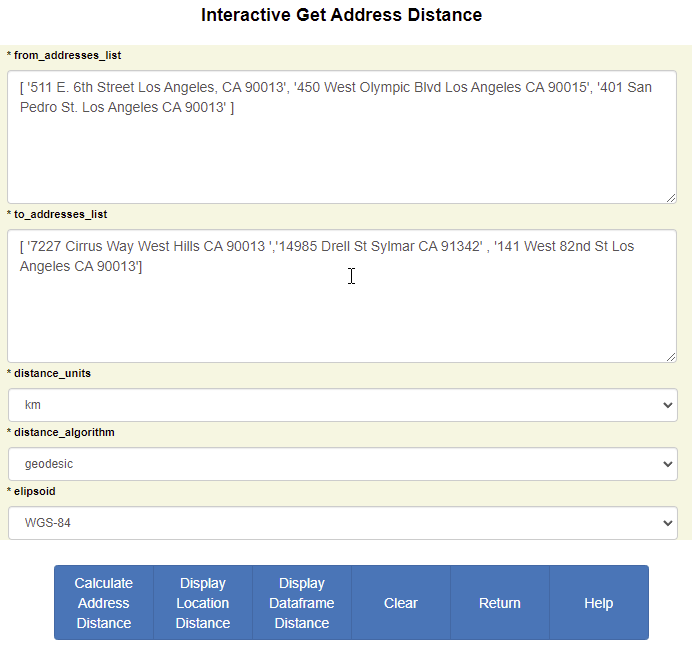 Interactive Get Address Distance
* from_addresses_list
[ '511 E. 6th Street Los Angeles, CA 90013', '450 West Olympic Blvd Los Angeles CA 90015', '401 San
Pedro St. Los Angeles CA 90013' ]
* to_addresses_list
[ '7227 Cirrus Way West Hills CA 90013 ','14985 Drell St Sylmar CA 91342' , '141 West 82nd St Los
Angeles CA 90013']
* distance_units
km
* distance_algorithm
geodesic
* elipsoid
WGS-84
Calculate
Address
Distance
Display
Location
Distance
Display
Dataframe
Distance
Clear
Return
Help